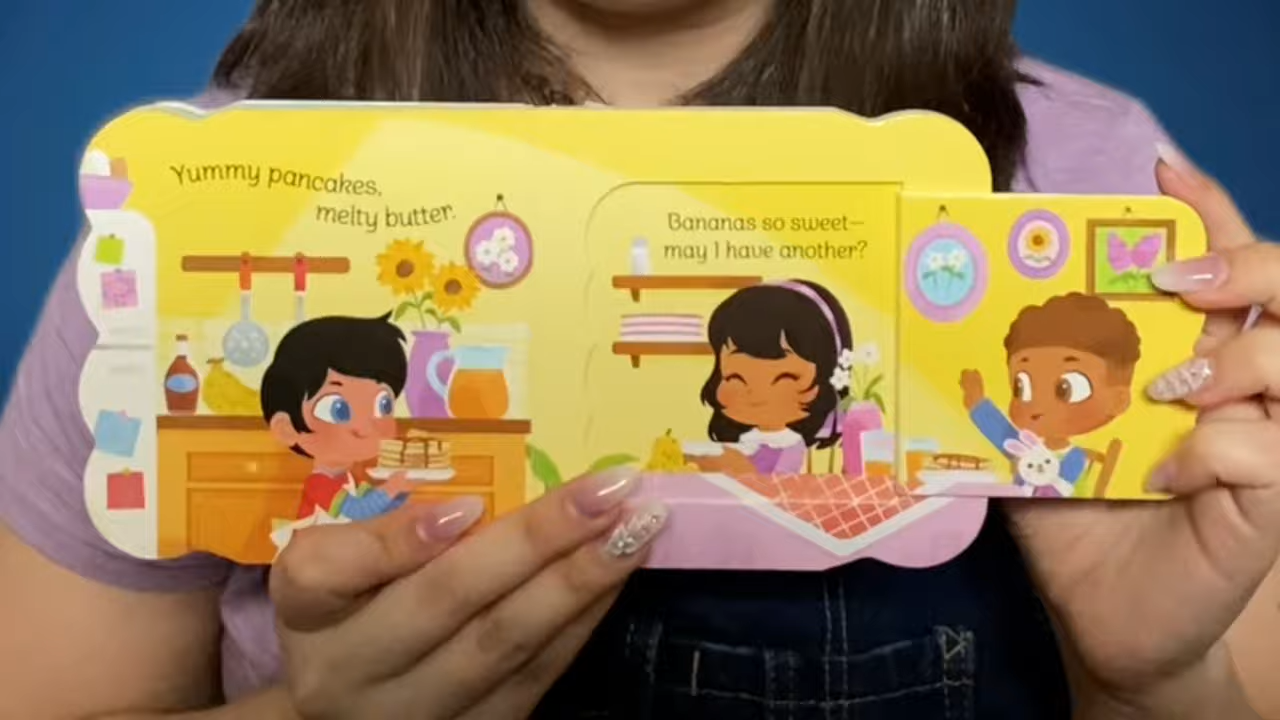 Yummy pancakes,
melty butter.
Bananas so sweet—
may I have another?